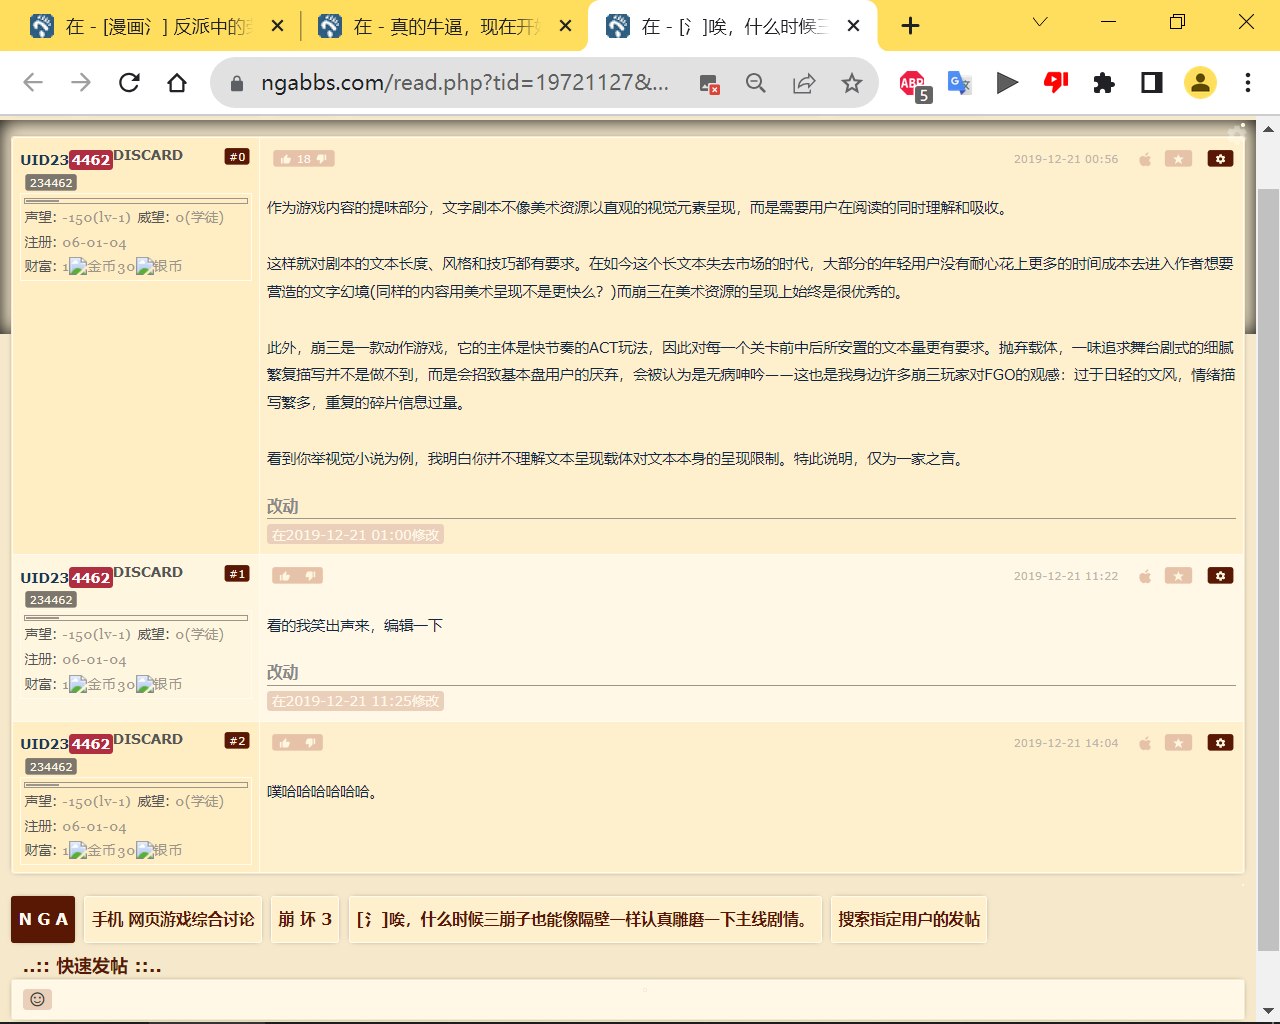 在 - [漫画氵] 反派中的
在 - 真的牛逼，现在开
在 - [氵]唉，什么时候三
ngabbs.com/read.php?tid=19721127&...
ABP
5
UID234462DISCARD #0 18 2019-12-21 00:56
234462
声望: -150(lv-1) 威望: 0(学徒)
注册: 06-01-04
财富: 1金币30银币
作为游戏内容的提味部分，文字剧本不像美术资源以直观的视觉元素呈现，而是需要用户在阅读的同时理解和吸收。
这样就对剧本的文本长度、风格和技巧都有要求。在如今这个长文本失去市场的时代，大部分的年轻用户没有耐心花上更多的时间成本去进入作者想要
营造的文字幻境(同样的内容用美术呈现不是更快么？)而崩三在美术资源的呈现上始终是很优秀的。
此外，崩三是一款动作游戏，它的主体是快节奏的ACT玩法，因此对每一个关卡前中后所安置的文本量更有要求。抛弃载体，一味追求舞台剧式的细腻
繁复描写并不是做不到，而是会招致基本盘用户的厌弃，会被认为是无病呻吟——这也是我身边许多崩三玩家对FGO的观感：过于日轻的文风，情绪描
写繁多，重复的碎片信息过量。
看到你举视觉小说为例，我明白你并不理解文本呈现载体对文本本身的呈现限制。特此说明，仅为一家之言。
改动
在2019-12-21 01:00修改
UID234462DISCARD #1 2019-12-21 11:22
234462
声望: -150(lv-1) 威望: 0(学徒)
注册: 06-01-04
财富: 1金币30银币
看的我笑出声来，编辑一下
改动
在2019-12-21 11:25修改
UID234462DISCARD #2 2019-12-21 14:04
234462
声望: -150(lv-1) 威望: 0(学徒)
注册: 06-01-04
财富: 1金币30银币
噗哈哈哈哈哈哈。
N G A 手机 网页游戏综合讨论 崩 坏 3 [氵]唉，什么时候三崩子也能像隔壁一样认真雕磨一下主线剧情。 搜索指定用户的发帖
..:: 快速发帖 ::..